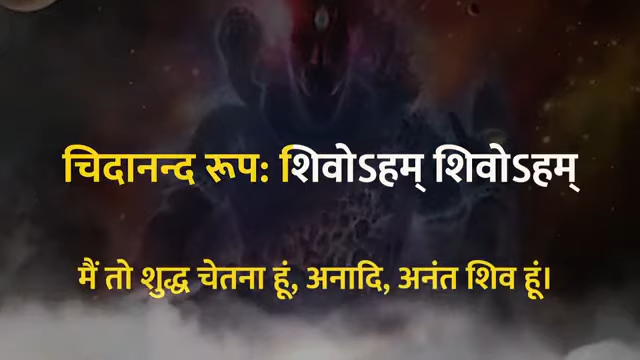 चिदानन्द रूप: शिवोऽहम् शिवोऽहम्
मैं तो शुद्ध चेतना हूं, अनादि, अनंत शिव हूं।